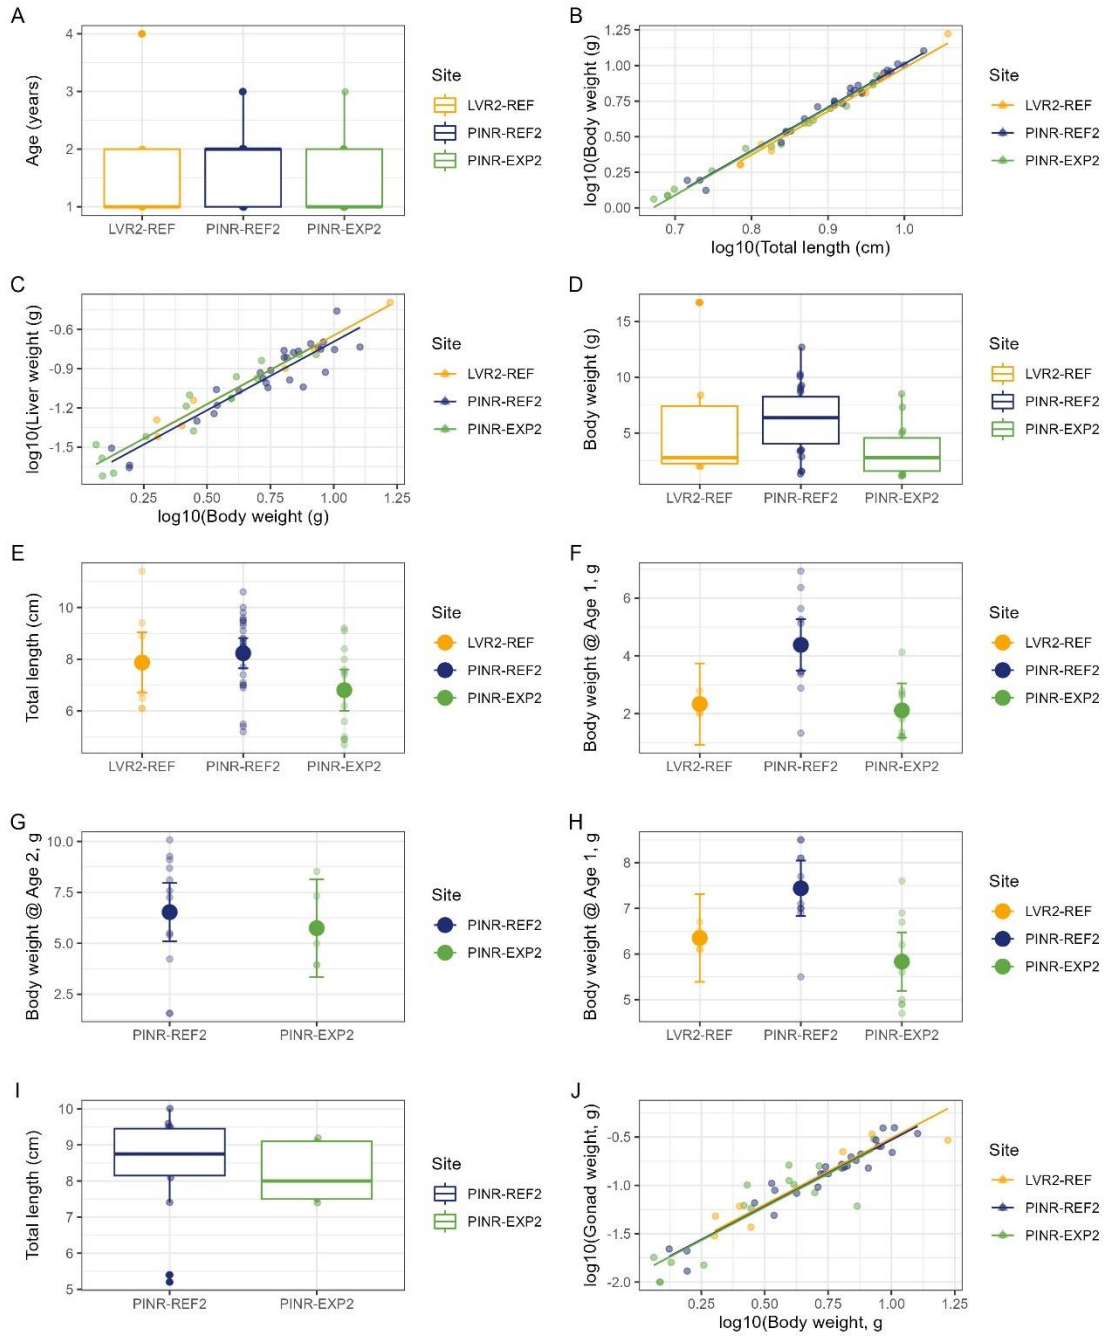 A
Age (years)
4
3
2
1
LVR2-REF
PINR-REF2
PINR-EXP2
Site
LVR2-REF
PINR-REF2
PINR-EXP2
B
log10(Body weight (g)
1.25
1.00
0.75
0.50
0.25
0.00
0.7
0.8
0.9
1.0
log10(Total length (cm)
Site
LVR2-REF
PINR-REF2
PINR-EXP2
C
log10(Liver weight (g)
-0.6
-0.9
-1.2
-1.5
0.25
0.50
0.75
1.00
1.25
log10(Body weight (g)
Site
LVR2-REF
PINR-REF2
PINR-EXP2
D
Body weight (g)
15
10
5
LVR2-REF
PINR-REF2
PINR-EXP2
Site
LVR2-REF
PINR-REF2
PINR-EXP2
E
Total length (cm)
10
8
6
LVR2-REF
PINR-REF2
PINR-EXP2
Site
LVR2-REF
PINR-REF2
PINR-EXP2
F
Body weight @ Age 1, g
6
4
2
LVR2-REF
PINR-REF2
PINR-EXP2
Site
LVR2-REF
PINR-REF2
PINR-EXP2
G
Body weight @ Age 2, g
10.0
7.5
5.0
2.5
PINR-REF2
PINR-EXP2
Site
PINR-REF2
PINR-EXP2
H
Body weight @ Age 1, g
8
7
6
5
LVR2-REF
PINR-REF2
PINR-EXP2
Site
LVR2-REF
PINR-REF2
PINR-EXP2
I
Total length (cm)
10
9
8
7
6
5
PINR-REF2
PINR-EXP2
Site
PINR-REF2
PINR-EXP2
J
log10(Gonad weight, g)
-0.5
-1.0
-1.5
-2.0
0.25
0.50
0.75
1.00
1.25
log10(Body weight, g
Site
LVR2-REF
PINR-REF2
PINR-EXP2